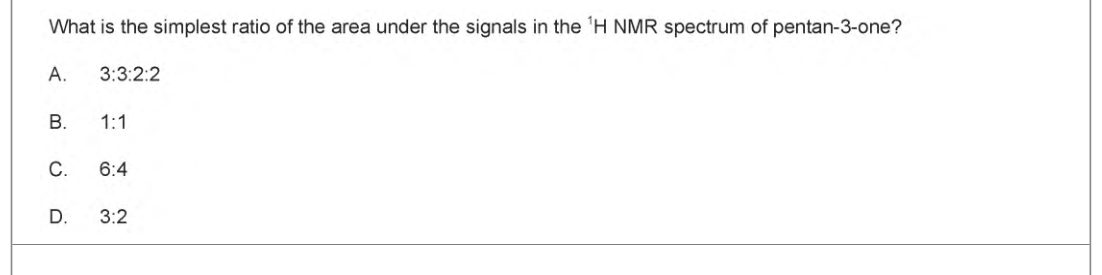 What is the simplest ratio of the area under the signals in the ¹H NMR spectrum of pentan-3-one?
A. 3:3:2:2
B. 1:1
C. 6:4
D. 3:2